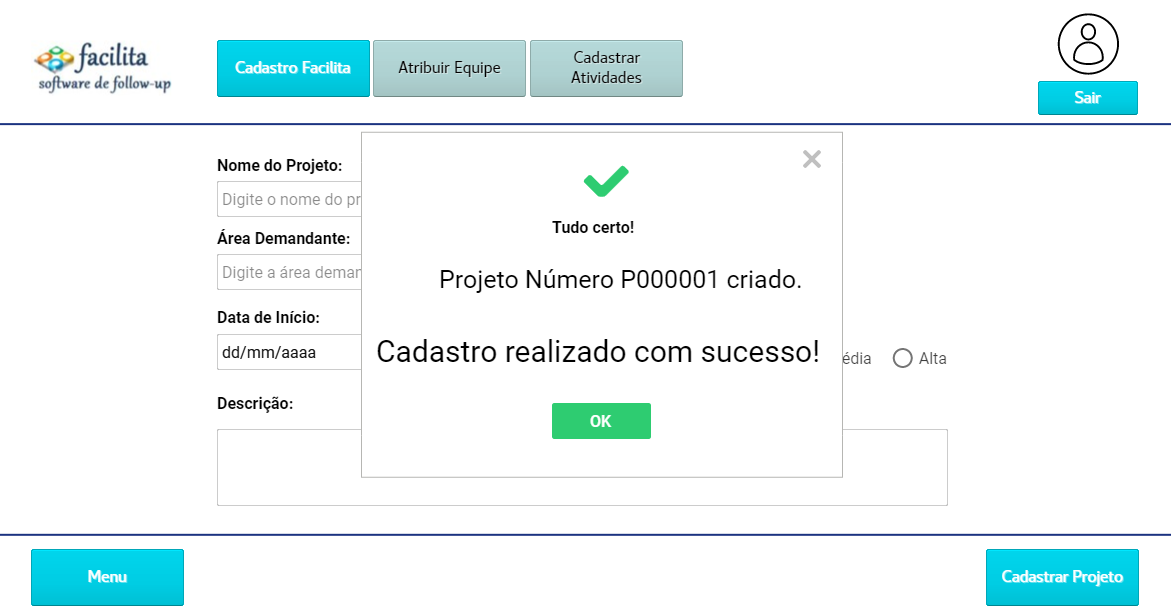 facilita
software de follow-up
Cadastro Facilita
Atribuir Equipe
Cadastrar
Atividades
Sair
Nome do Projeto:
Digite o nome do pr
Área Demandante:
Digite a área deman
Data de Início:
dd/mm/aaaa
édia
Alta
Descrição:
Tudo certo!
Projeto Número P000001 criado.
Cadastro realizado com sucesso!
OK
Menu
Cadastrar Projeto